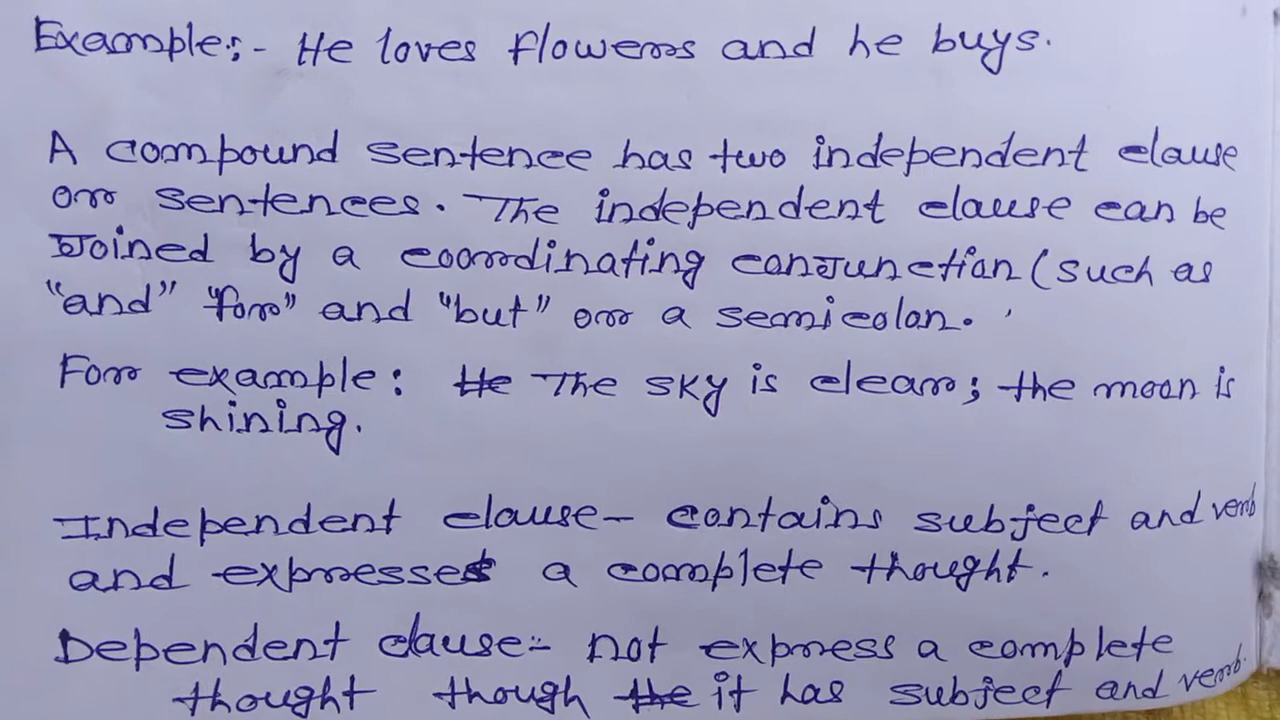 Example:- He loves flowers and he buys.
A compound sentence has two independent clause
or sentences. The independent clause can be
Joined by a coordinating conjunction (such as
"and" "for" and "but" or a semicolon.
For example: He The sky is clear; the moon is
shining.
Independent clause - contains subject and verb
and expresses a complete thought.
Dependent clause:- not express a complete
thought though the it has subject and verb.